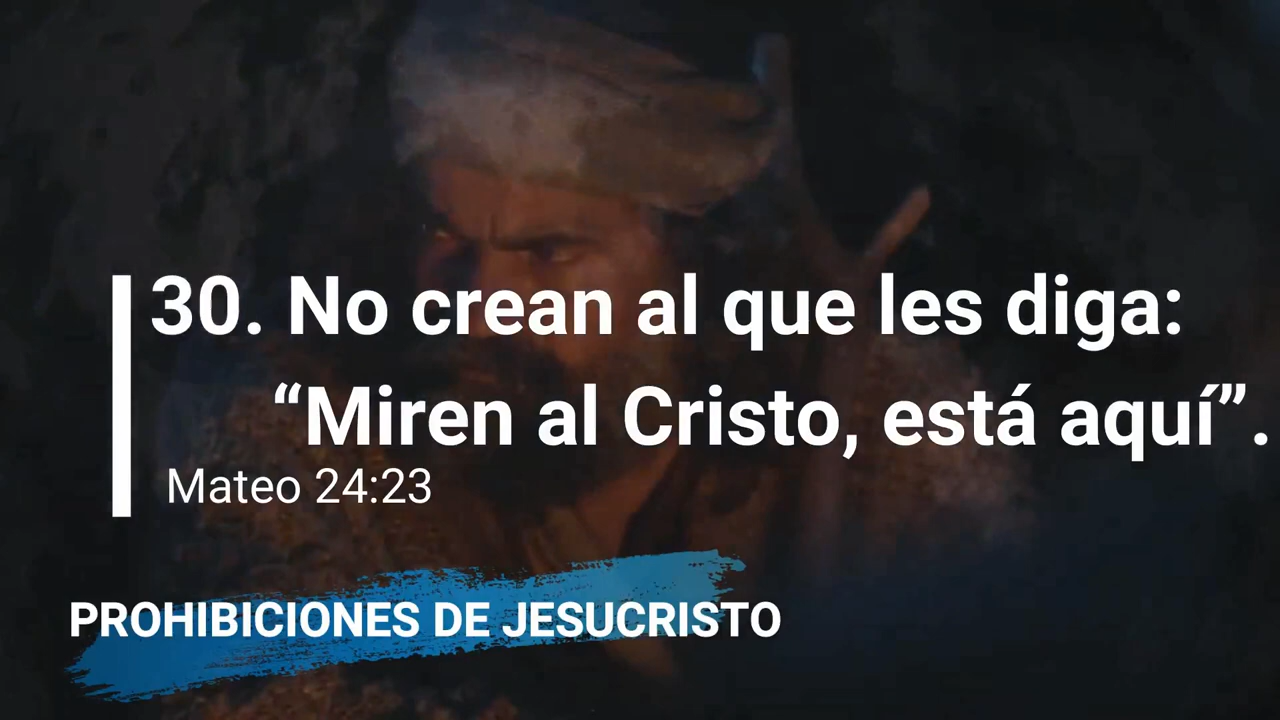 30. No crean al que les diga:
“Miren al Cristo, está aquí”.
Mateo 24:23
PROHIBICIONES DE JESUCRISTO